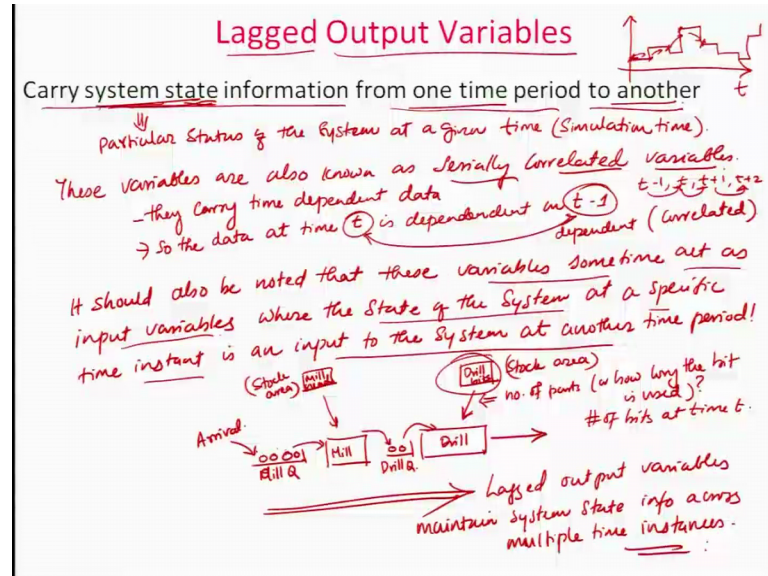 Lagged Output Variables
Carry system state information from one time period to another
t
Particular Status of the System at a given time (Simulation time).
These variables are also known as Serially Correlated variables.
t-1, t, t+1, t+2
- they carry time dependent data
→ So the data at time t is dependendent on t-1
dependent (correlated)
It should also be noted that these variables sometime act as
input variables where the State of the System at a specific
time instant is an input to the System at another time period!
(Stock area)
Mill
Drill bits
(Stock area)
⇐ no. of parts (or how long the bit
is used)?
# of bits at time t.
Arrival
Mill
Drill
Mill Q
Drill Q.
Lagged output variables
maintain System State info across
multiple time instances.